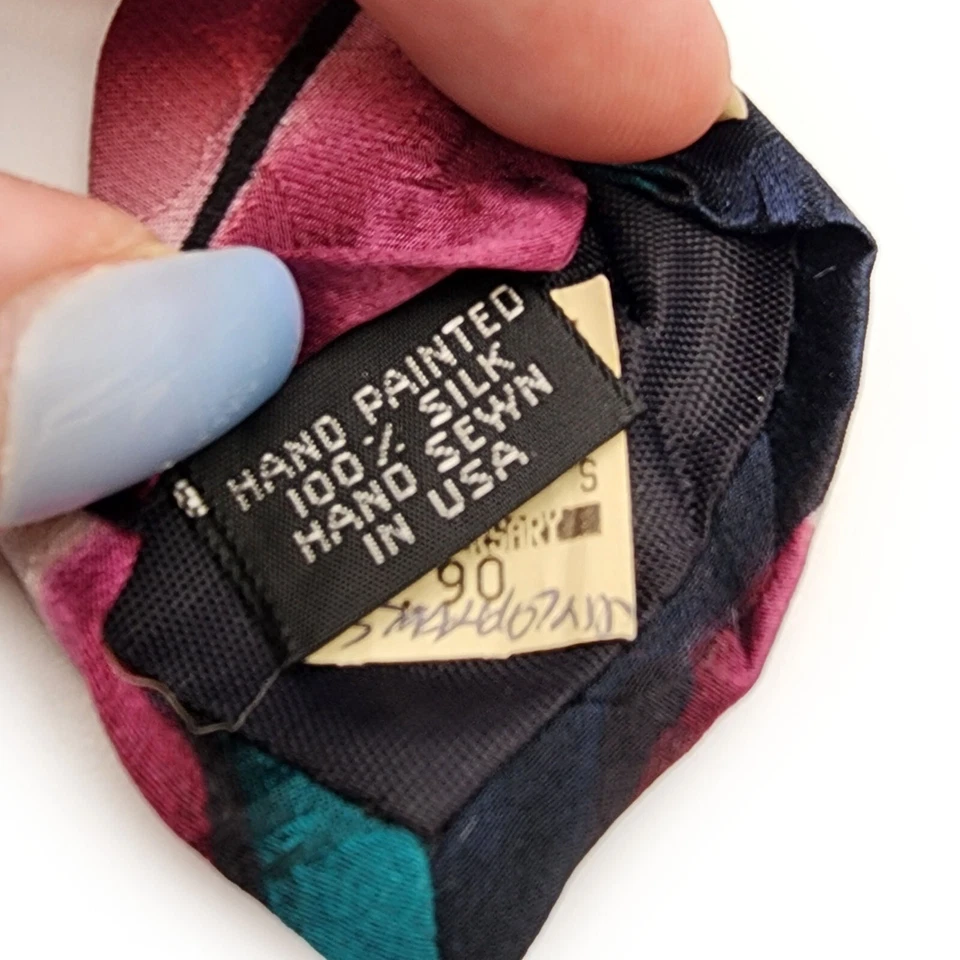 HAND PAINTED
100% SILK
HAND SEWN
IN USA
S
90